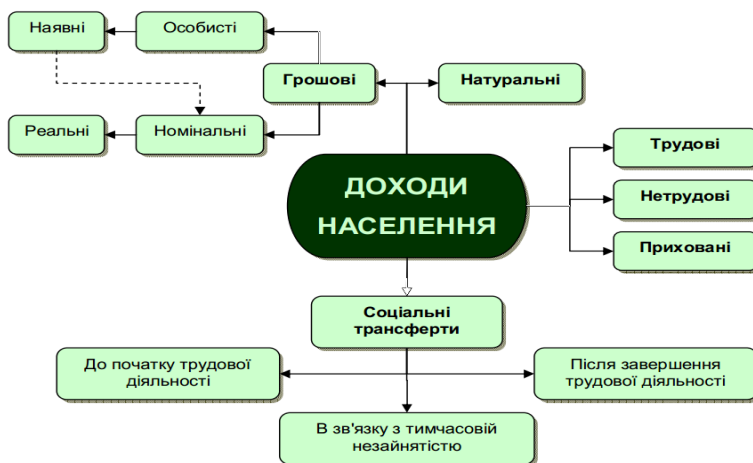 Наявні
Особисті
Грошові
Натуральні
Реальні
Номінальні
Трудові
ДОХОДИ
НАСЕЛЕННЯ
Нетрудові
Приховані
Соціальні
трансферти
До початку трудової
діяльності
Після завершення
трудової діяльності
В зв'язку з тимчасовій
незайнятістю